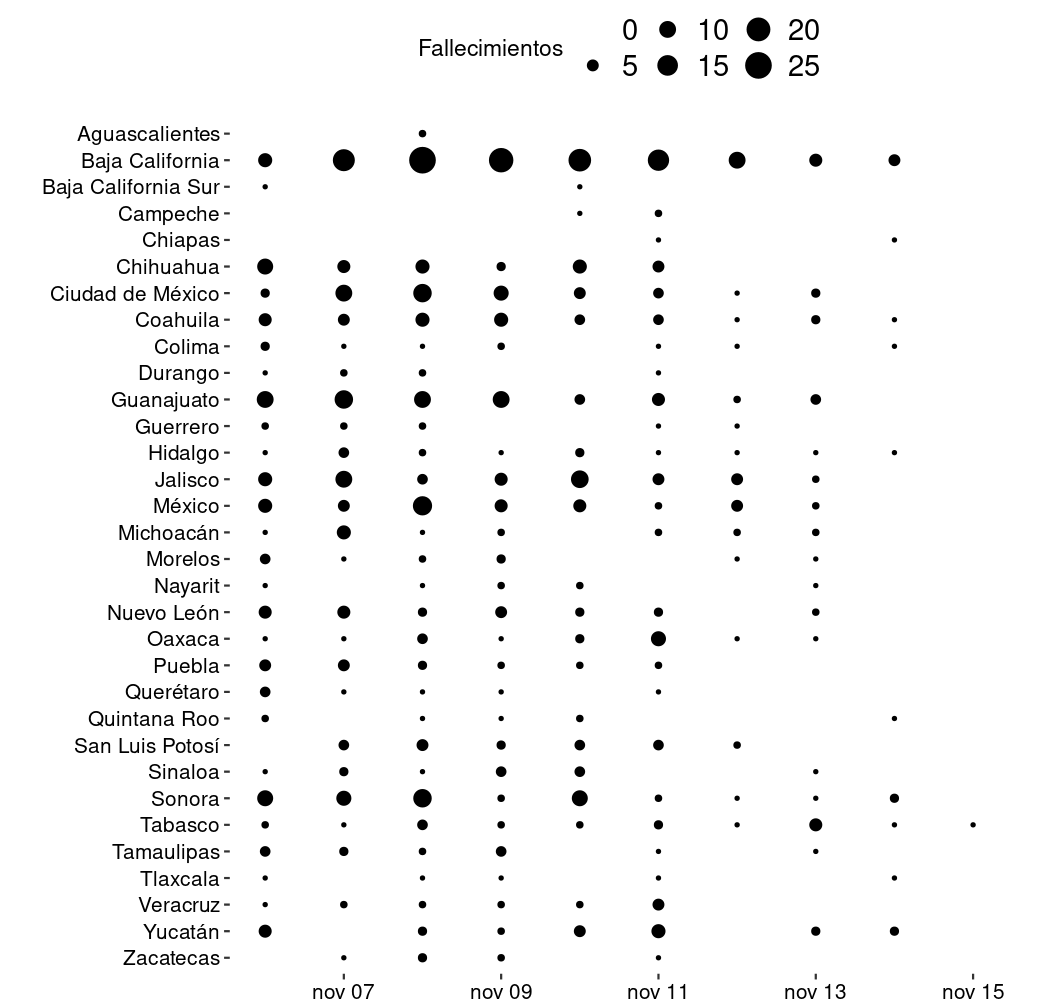 Fallecimientos
0 10 20
5 15 25
Aguascalientes
Baja California
Baja California Sur
Campeche
Chiapas
Chihuahua
Ciudad de México
Coahuila
Colima
Durango
Guanajuato
Guerrero
Hidalgo
Jalisco
México
Michoacán
Morelos
Nayarit
Nuevo León
Oaxaca
Puebla
Querétaro
Quintana Roo
San Luis Potosí
Sinaloa
Sonora
Tabasco
Tamaulipas
Tlaxcala
Veracruz
Yucatán
Zacatecas
nov 07 nov 09 nov 11 nov 13 nov 15